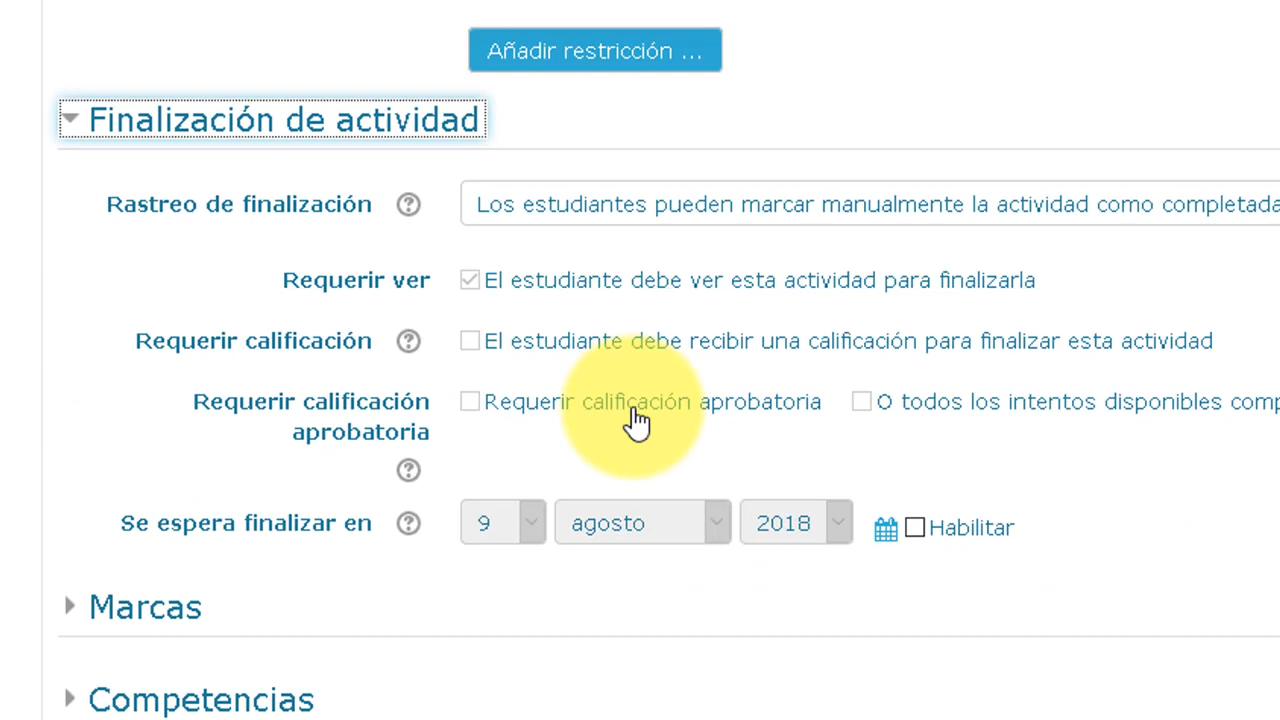 Añadir restricción ...
Finalización de actividad
Rastreo de finalización
Los estudiantes pueden marcar manualmente la actividad como completada
Requerir ver
El estudiante debe ver esta actividad para finalizarla
Requerir calificación
El estudiante debe recibir una calificación para finalizar esta actividad
Requerir calificación
aprobatoria
Requerir calificación aprobatoria
O todos los intentos disponibles
Se espera finalizar en
9 agosto 2018 Habilitar
Marcas
Competencias